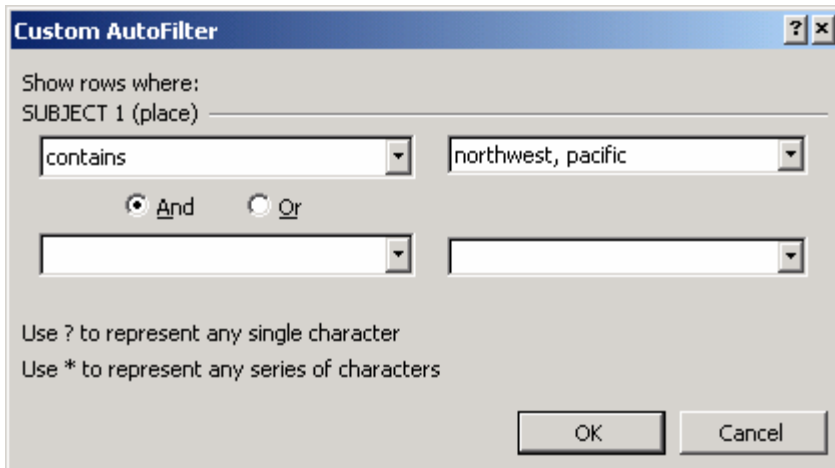 Custom AutoFilter
Show rows where:
SUBJECT 1 (place)
contains northwest, pacific
And Or
Use ? to represent any single character
Use * to represent any series of characters
OK Cancel